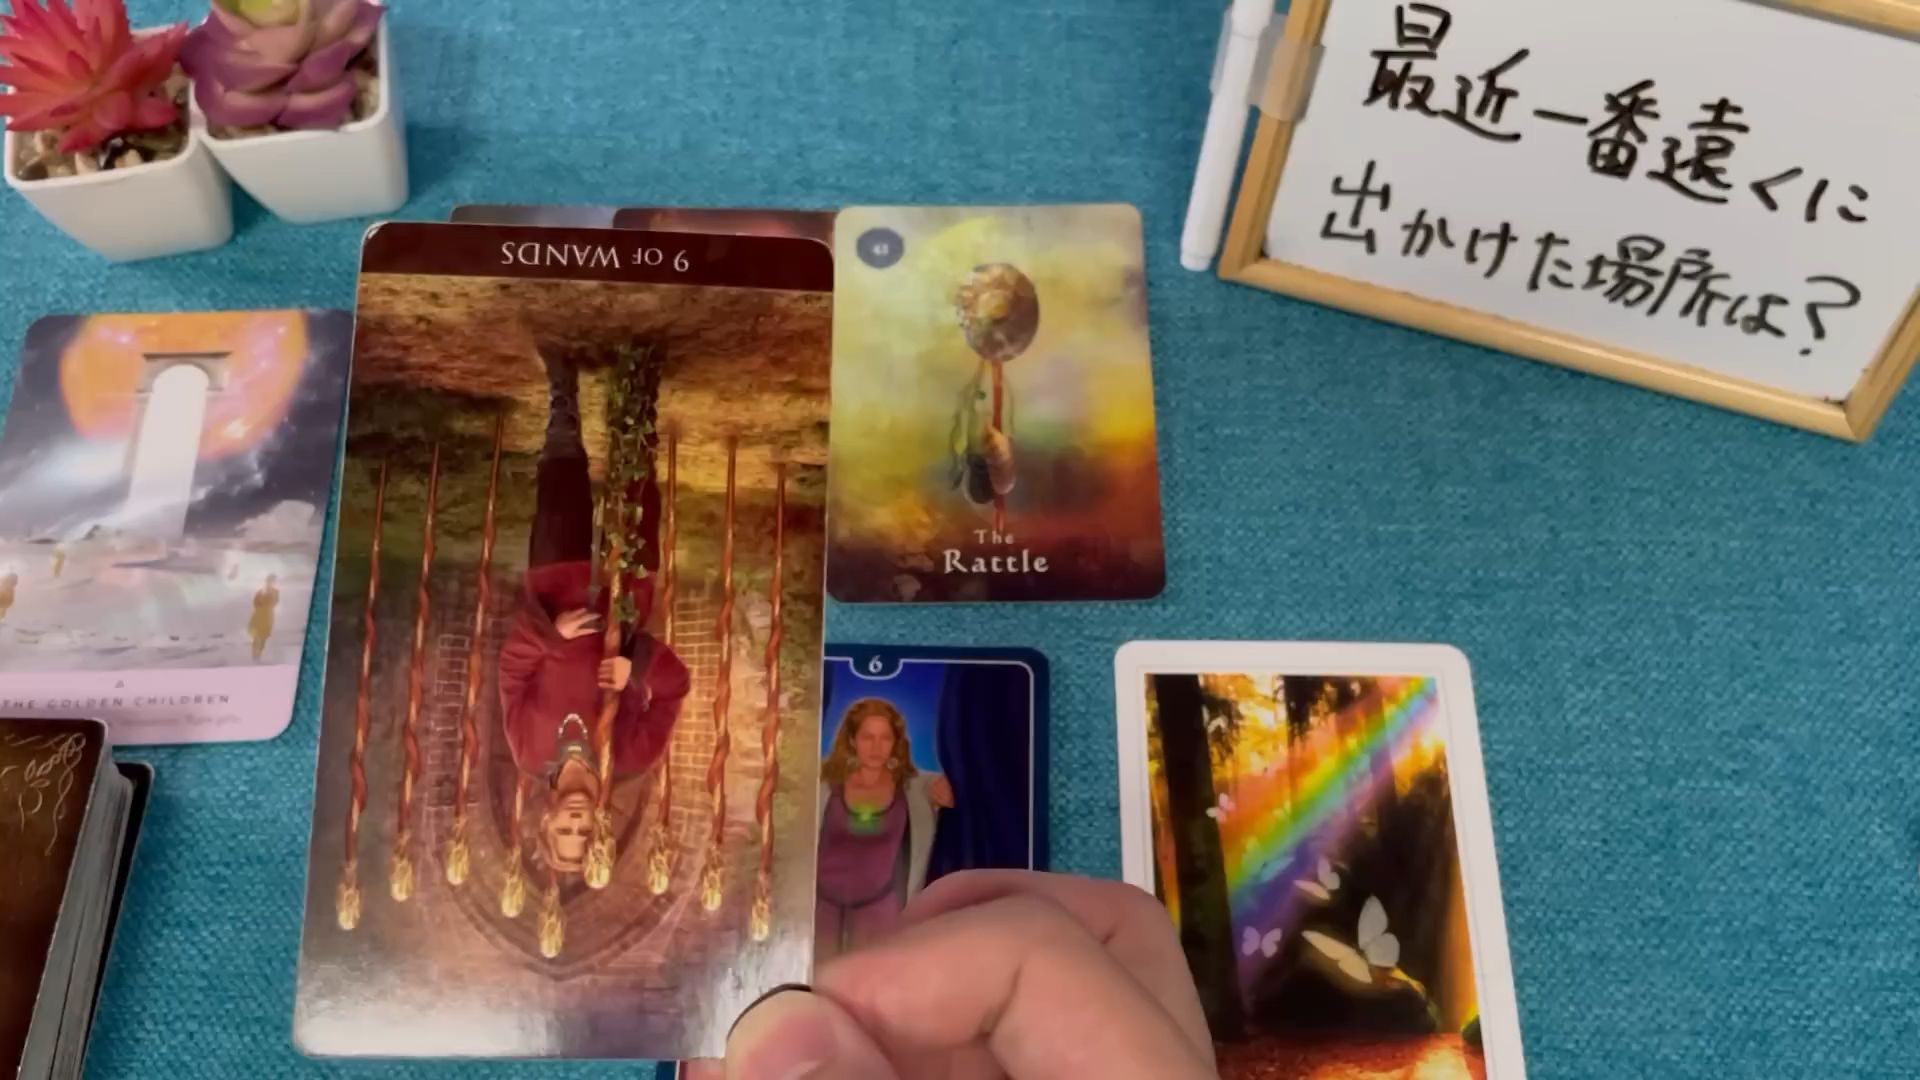 最近一番遠くに
出かけた場所は?
9 OF WANDS
The
Rattle
6
THE GOLDEN CHILDREN